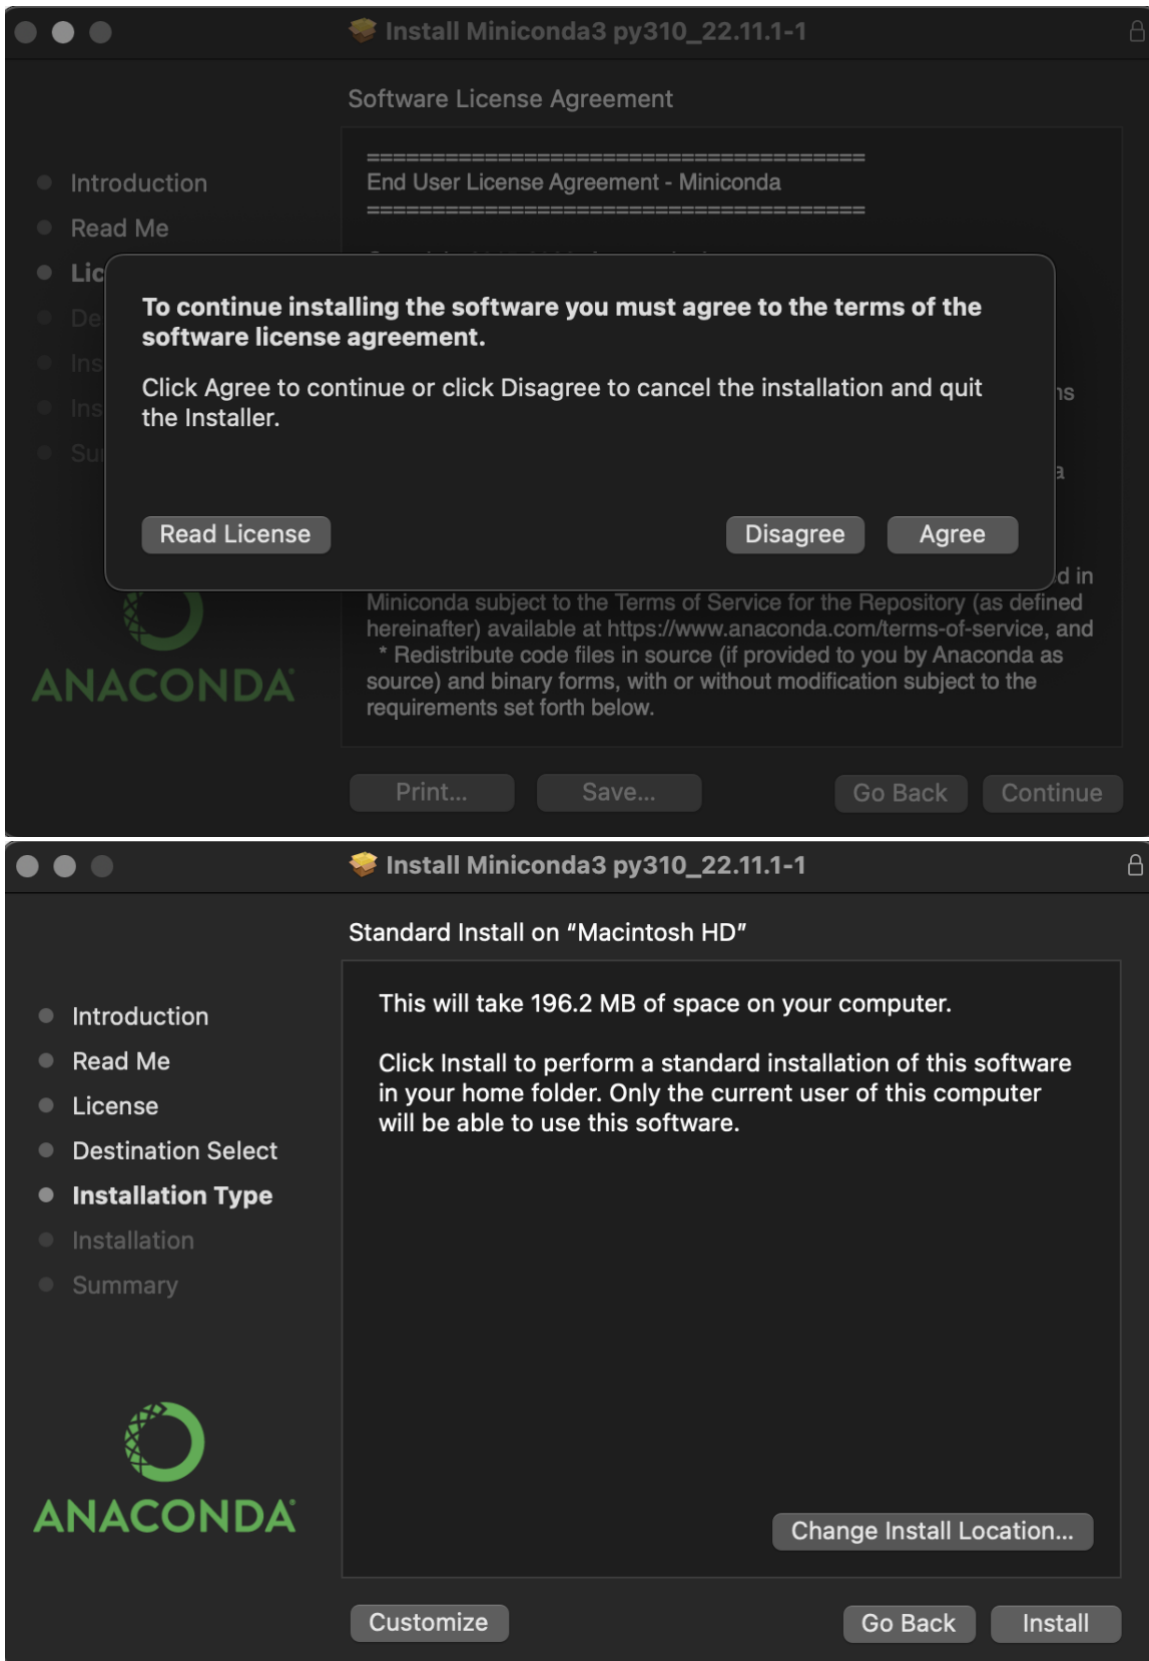 Install Miniconda3 py310_22.11.1-1
Software License Agreement
Introduction
Read Me
Lic
De
Ins
Ins
Su
======================================
End User License Agreement - Miniconda
======================================
To continue installing the software you must agree to the terms of the
software license agreement.
Click Agree to continue or click Disagree to cancel the installation and quit
the Installer.
Read License
Disagree
Agree
ns
a
d in
Miniconda subject to the Terms of Service for the Repository (as defined
hereinafter) available at https://www.anaconda.com/terms-of-service, and
* Redistribute code files in source (if provided to you by Anaconda as
source) and binary forms, with or without modification subject to the
requirements set forth below.
ANACONDA
Print...
Save...
Go Back
Continue
Install Miniconda3 py310_22.11.1-1
Standard Install on “Macintosh HD”
Introduction
Read Me
License
Destination Select
Installation Type
Installation
Summary
This will take 196.2 MB of space on your computer.
Click Install to perform a standard installation of this software
in your home folder. Only the current user of this computer
will be able to use this software.
ANACONDA
Change Install Location...
Customize
Go Back
Install